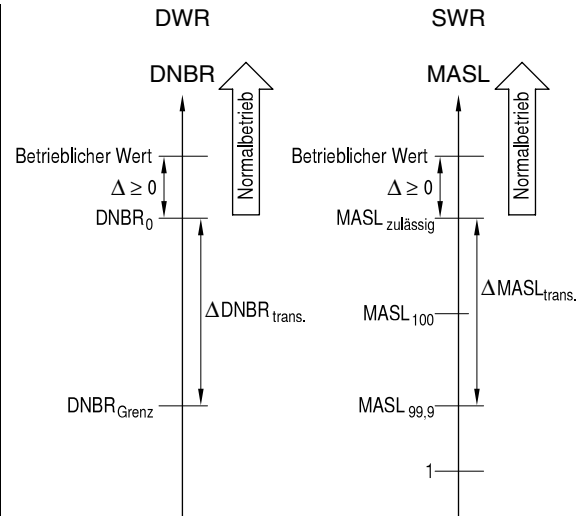 DWR
DNBR
Normalbetrieb
Betrieblicher Wert
Δ ≥ 0
DNBR0
ΔDNBRtrans.
DNBRGrenz
SWR
MASL
Normalbetrieb
Betrieblicher Wert
Δ ≥ 0
MASLzulässig
ΔMASLtrans.
MASL100
MASL99,9
1